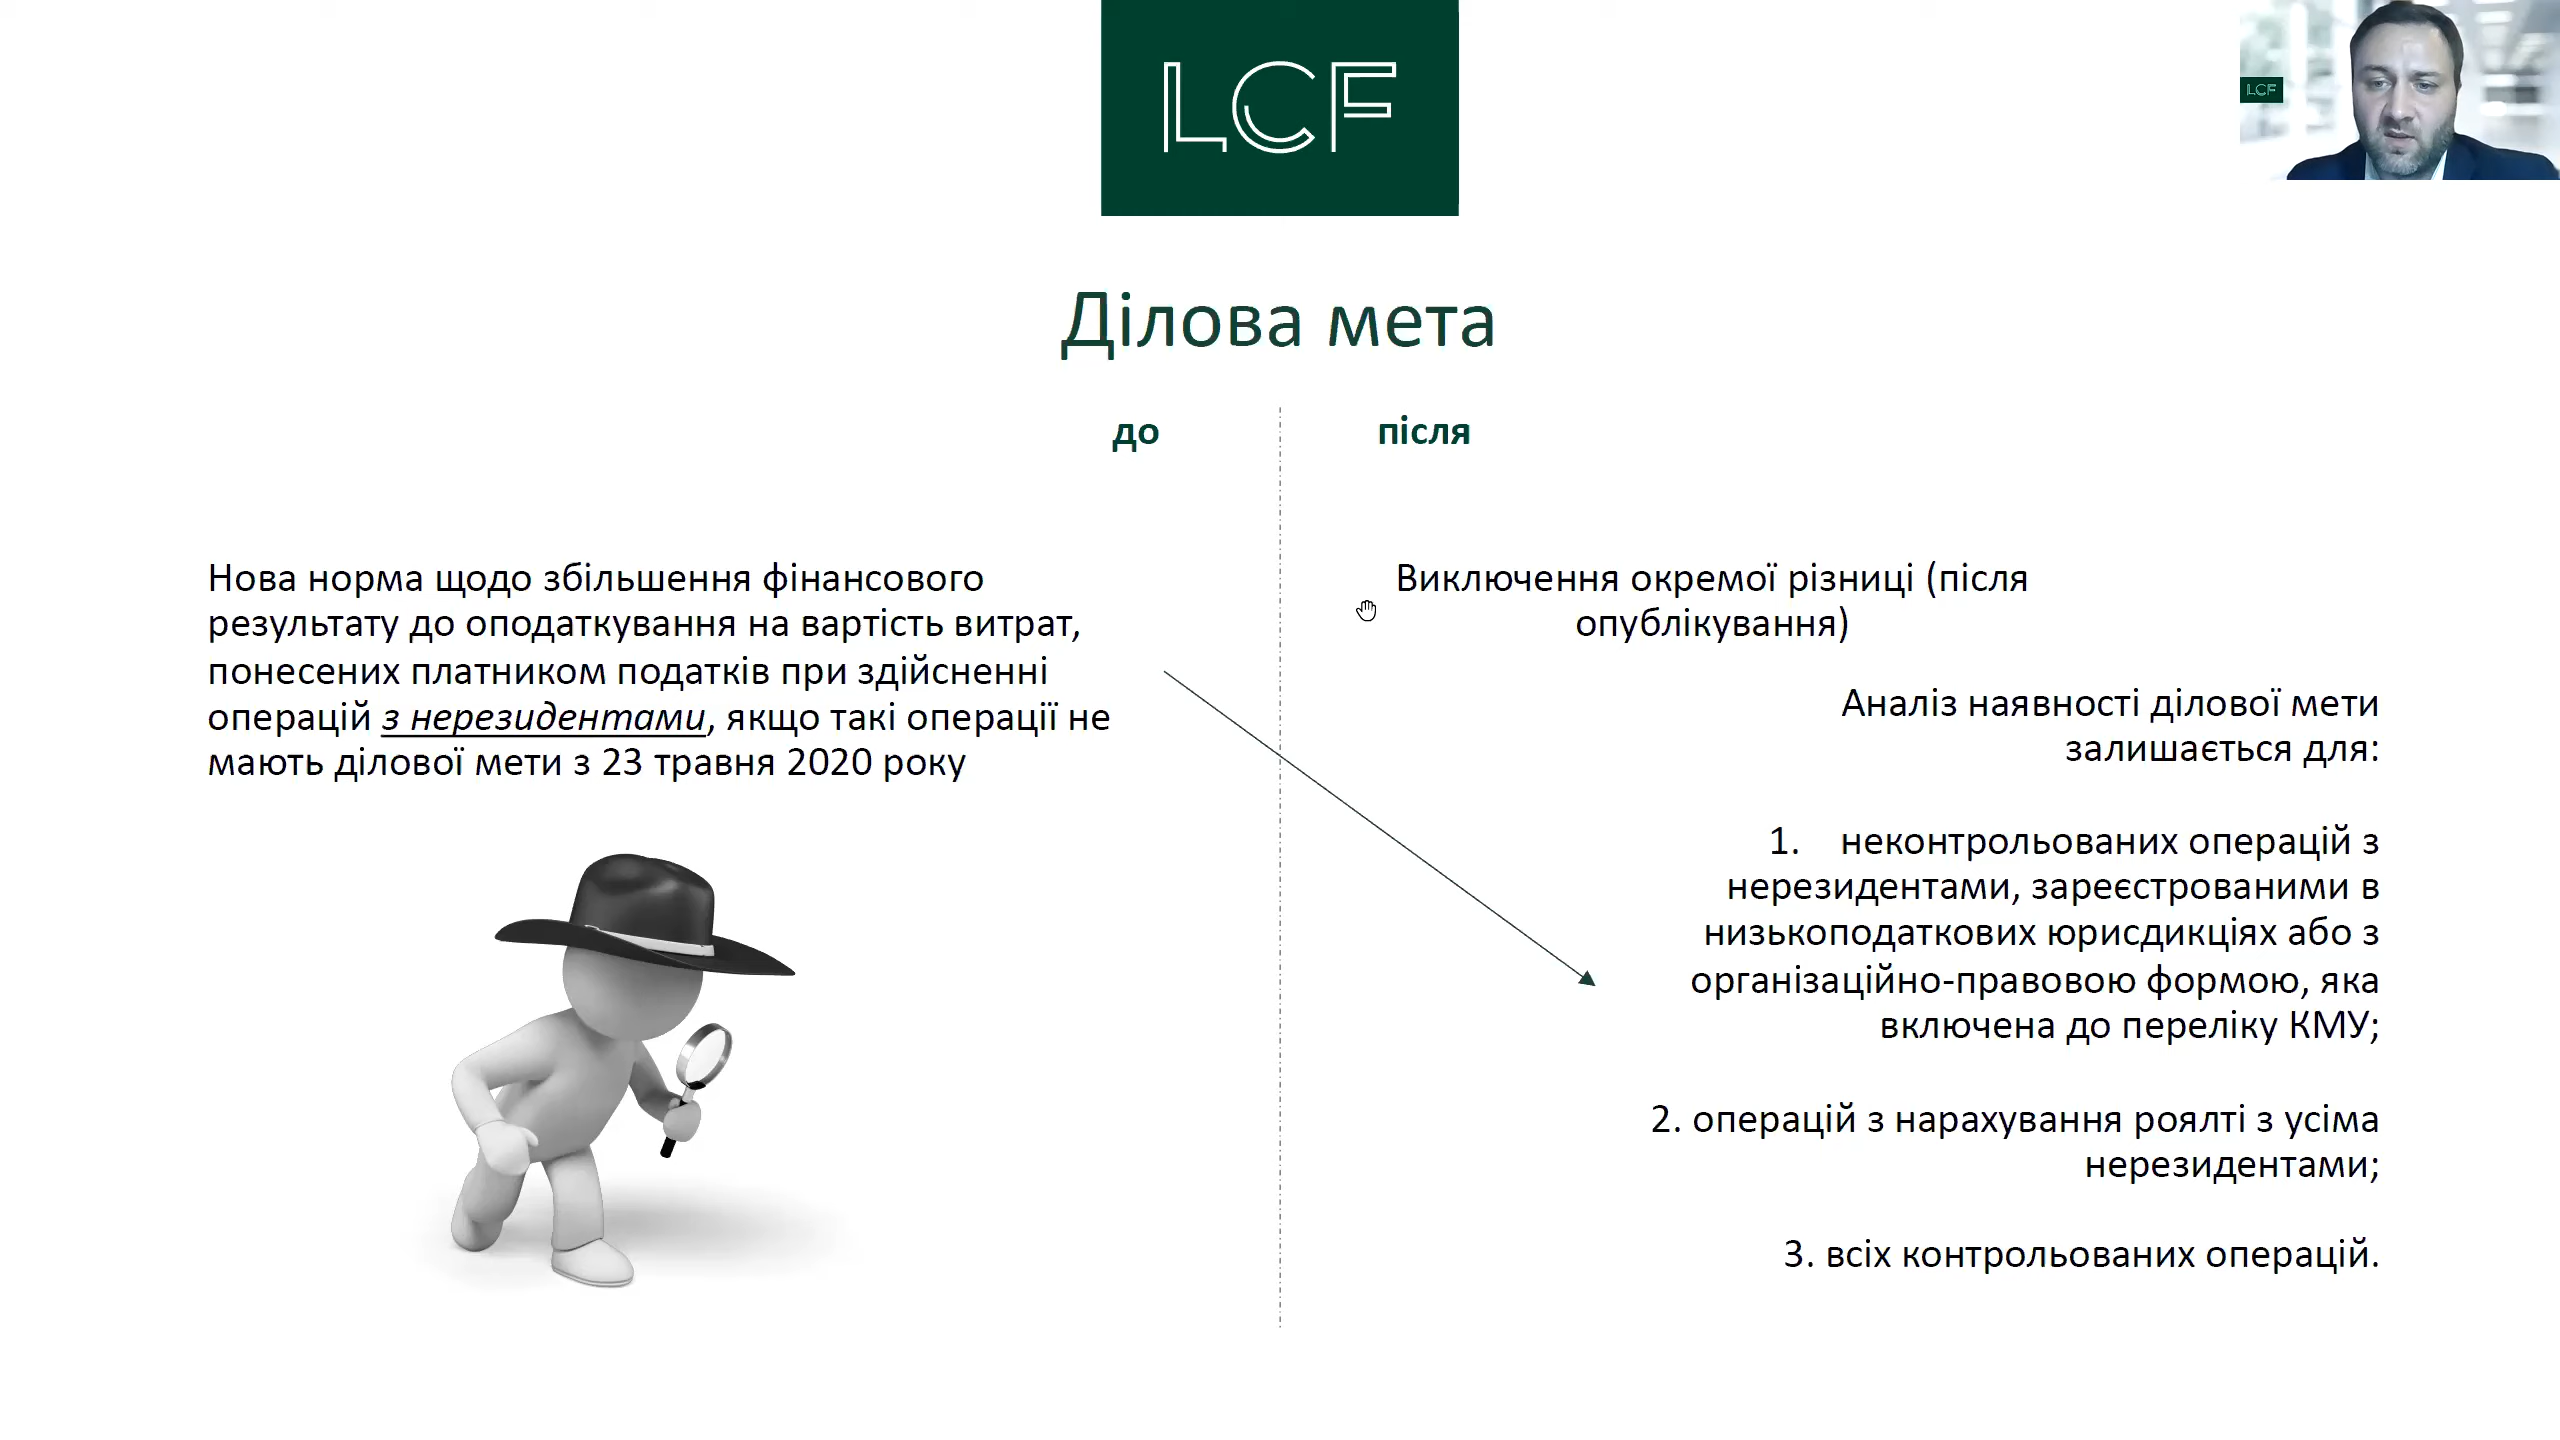 LCF
LCF
Ділова мета
до
після
Нова норма щодо збільшення фінансового
результату до оподаткування на вартість витрат,
понесених платником податків при здійсненні
операцій з нерезидентами, якщо такі операції не
мають ділової мети з 23 травня 2020 року
Виключення окремої різниці (після
опублікування)
Аналіз наявності ділової мети
залишається для:
1. неконтрольованих операцій з
нерезидентами, зареєстрованими в
низькоподаткових юрисдикціях або з
організаційно-правовою формою, яка
включена до переліку КМУ;
2. операцій з нарахування роялті з усіма
нерезидентами;
3. всіх контрольованих операцій.